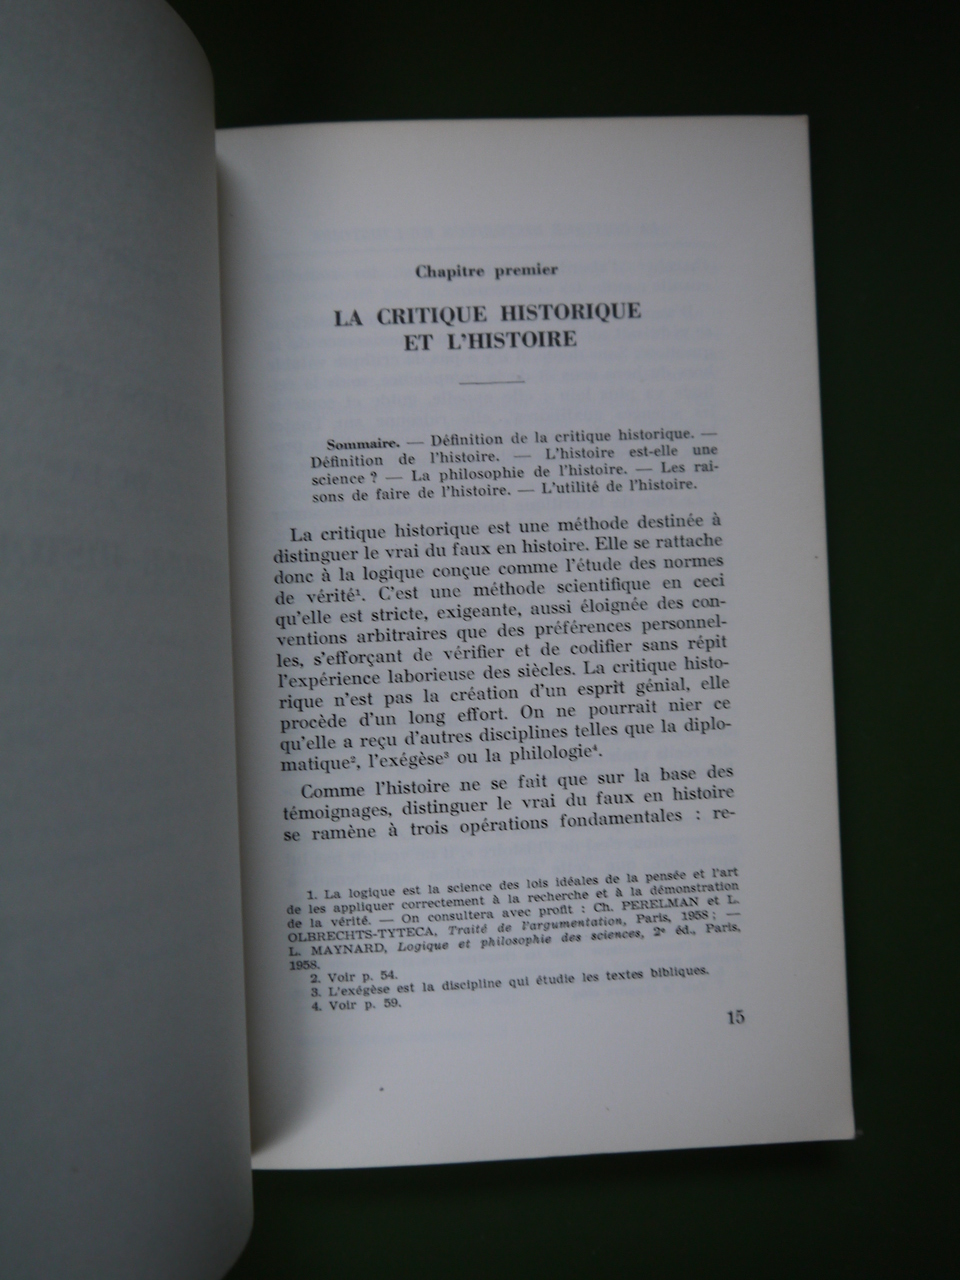 Chapitre premier
LA CRITIQUE HISTORIQUE
ET L'HISTOIRE
Sommaire. — Définition de la critique historique. —
Définition de l'histoire. — L'histoire est-elle une
science ? — La philosophie de l'histoire. — Les rai-
sons de faire de l'histoire. — L'utilité de l'histoire.
La critique historique est une méthode destinée à
distinguer le vrai du faux en histoire. Elle se rattache
donc à la logique conçue comme l'étude des normes
de vérité¹. C'est une méthode scientifique en ceci
qu'elle est stricte, exigeante, aussi éloignée des con-
ventions arbitraires que des préférences personnel-
les, s'efforçant de vérifier et de codifier sans répit
l'expérience laborieuse des siècles. La critique histo-
rique n'est pas la création d'un esprit génial, elle
procède d'un long effort. On ne pourrait nier ce
qu'elle a reçu d'autres disciplines telles que la diplo-
matique², l'exégèse³ ou la philologie⁴.
Comme l'histoire ne se fait que sur la base des
témoignages, distinguer le vrai du faux en histoire
se ramène à trois opérations fondamentales : re-
1. La logique est la science des lois idéales de la pensée et l'art
de les appliquer correctement à la recherche et à la démonstration
de la vérité. — On consultera avec profit : Ch. PERELMAN et L.
OLBRECHTS-TYTECA, Traité de l'argumentation, Paris, 1958 ; —
L. MAYNARD, Logique et philosophie des sciences, 2e éd., Paris,
1958.
2. Voir p. 54.
3. L'exégèse est la discipline qui étudie les textes bibliques.
4. Voir p. 59.
15